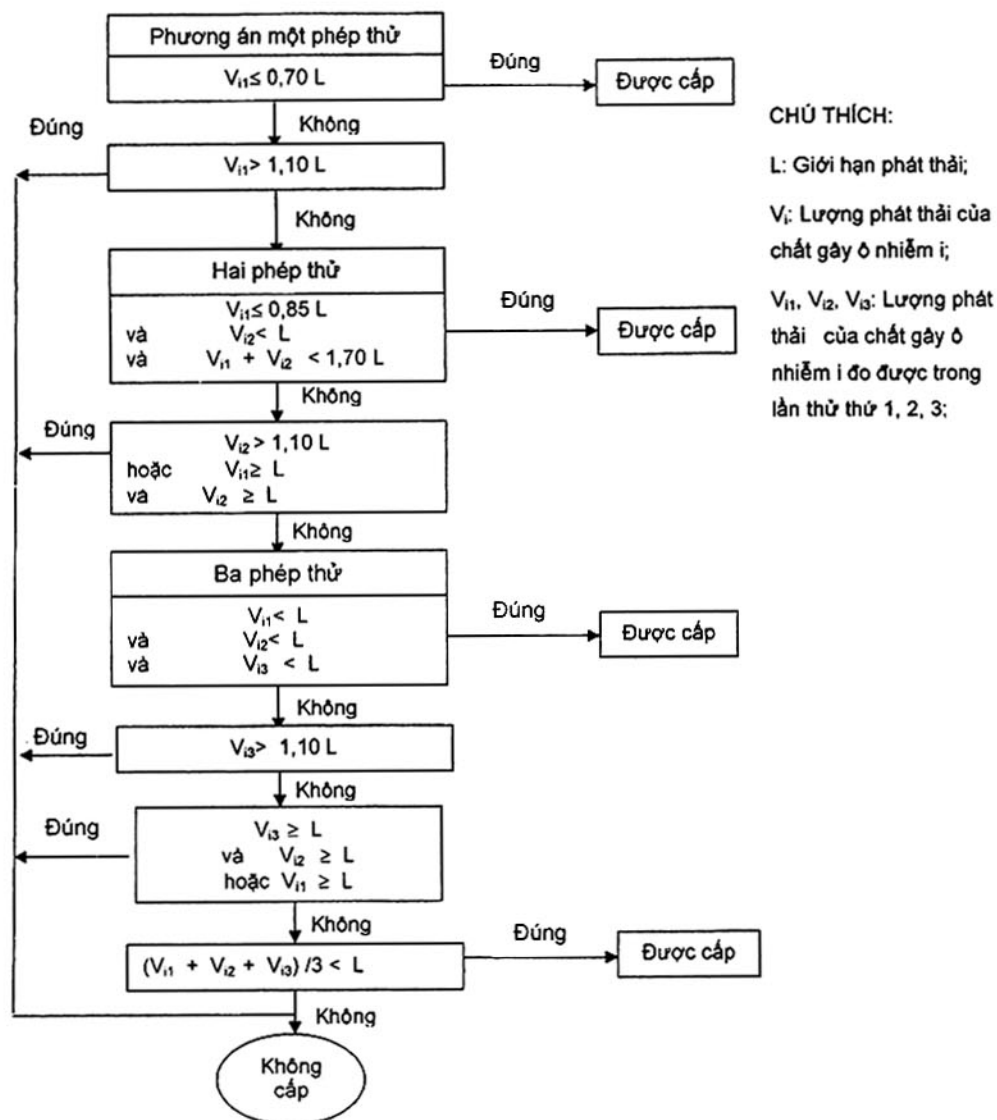 Phương án một phép thử
V_i1≤ 0,70 L
Đúng
Được cấp
Không
Đúng
V_i1> 1,10 L
Không
Hai phép thử
V_i1≤ 0,85 L
và V_i2< L
và V_i1 + V_i2 < 1,70 L
Đúng
Được cấp
Không
Đúng
V_i2 > 1,10 L
hoặc V_i1≥ L
và V_i2 ≥ L
Không
Ba phép thử
V_i1< L
và V_i2< L
và V_i3 < L
Đúng
Được cấp
Không
Đúng
V_i3> 1,10 L
Không
Đúng
V_i3 ≥ L
và V_i2 ≥ L
hoặc V_i1 ≥ L
Không
(V_i1 + V_i2 + V_i3) /3 < L
Đúng
Được cấp
Không
Không
cấp
CHÚ THÍCH:
L: Giới hạn phát thải;
V_i: Lượng phát thải của
chất gây ô nhiễm i;
V_i1, V_i2, V_i3: Lượng phát
thải của chất gây ô
nhiễm i đo được trong
lần thử thứ 1, 2, 3;